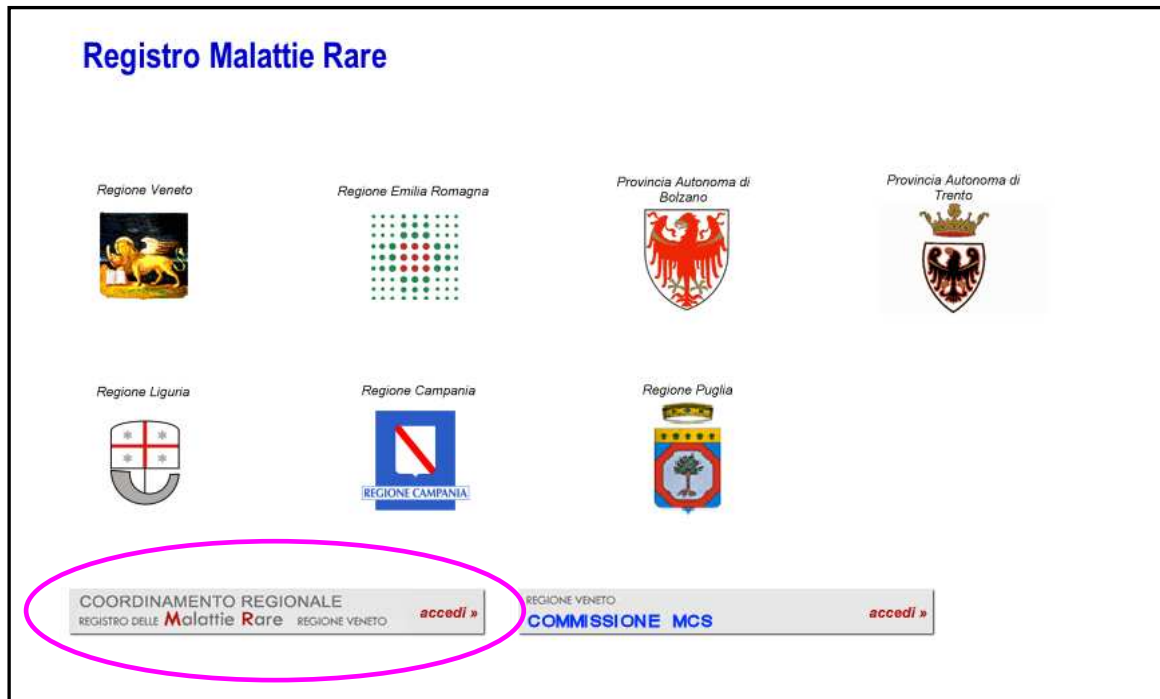 Registro Malattie Rare
Regione Veneto
Regione Emilia Romagna
Provincia Autonoma di
Bolzano
Provincia Autonoma di
Trento
Regione Liguria
Regione Campania
Regione Puglia
REGIONE CAMPANIA
COORDINAMENTO REGIONALE
REGISTRO DELLE Malattie Rare REGIONE VENETO
accedi »
REGIONE VENETO
COMMISSIONE MCS
accedi »